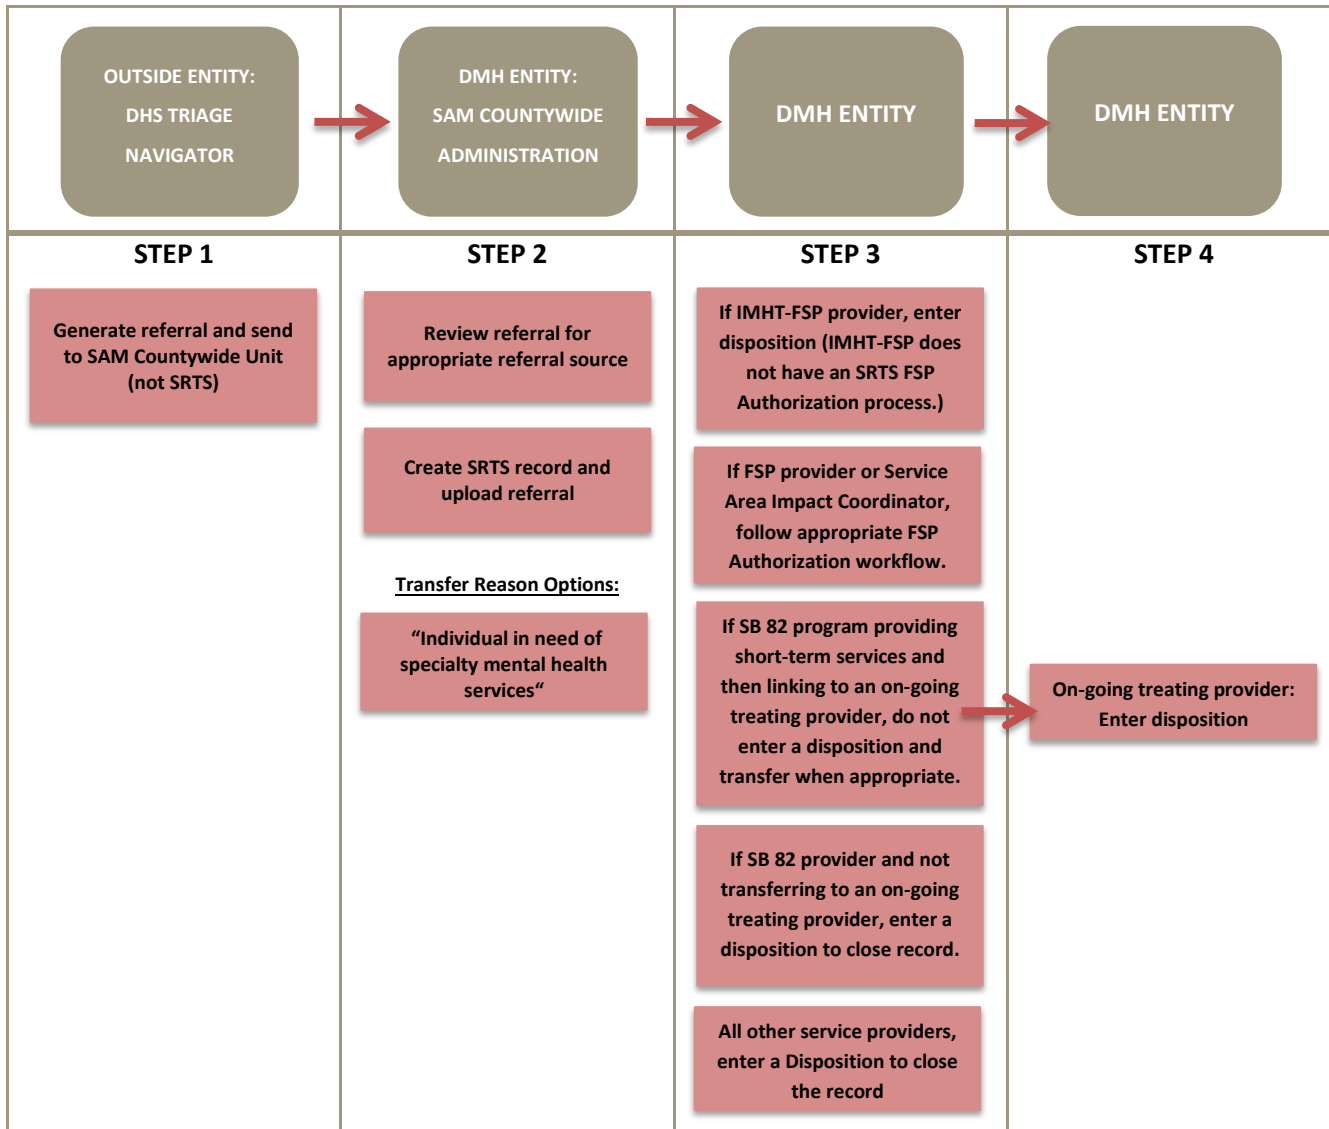 OUTSIDE ENTITY:
DHS TRIAGE
NAVIGATOR
DMH ENTITY:
SAM COUNTYWIDE
ADMINISTRATION
DMH ENTITY
DMH ENTITY
STEP 1
Generate referral and send
to SAM Countywide Unit
(not SRTS)
STEP 2
Review referral for
appropriate referral source
Create SRTS record and
upload referral
Transfer Reason Options:
“Individual in need of
specialty mental health
services“
STEP 3
If IMHT-FSP provider, enter
disposition (IMHT-FSP does
not have an SRTS FSP
Authorization process.)
If FSP provider or Service
Area Impact Coordinator,
follow appropriate FSP
Authorization workflow.
If SB 82 program providing
short-term services and
then linking to an on-going
treating provider, do not
enter a disposition and
transfer when appropriate.
If SB 82 provider and not
transferring to an on-going
treating provider, enter a
disposition to close record.
All other service providers,
enter a Disposition to close
the record
STEP 4
On-going treating provider:
Enter disposition